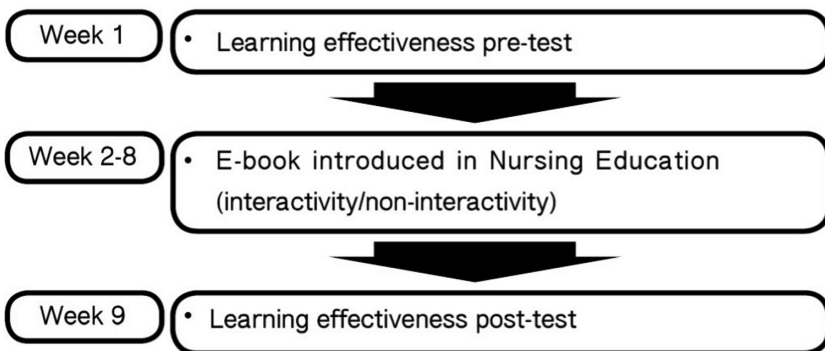 Week 1
• Learning effectiveness pre-test
Week 2-8
• E-book introduced in Nursing Education
(interactivity/non-interactivity)
Week 9
• Learning effectiveness post-test